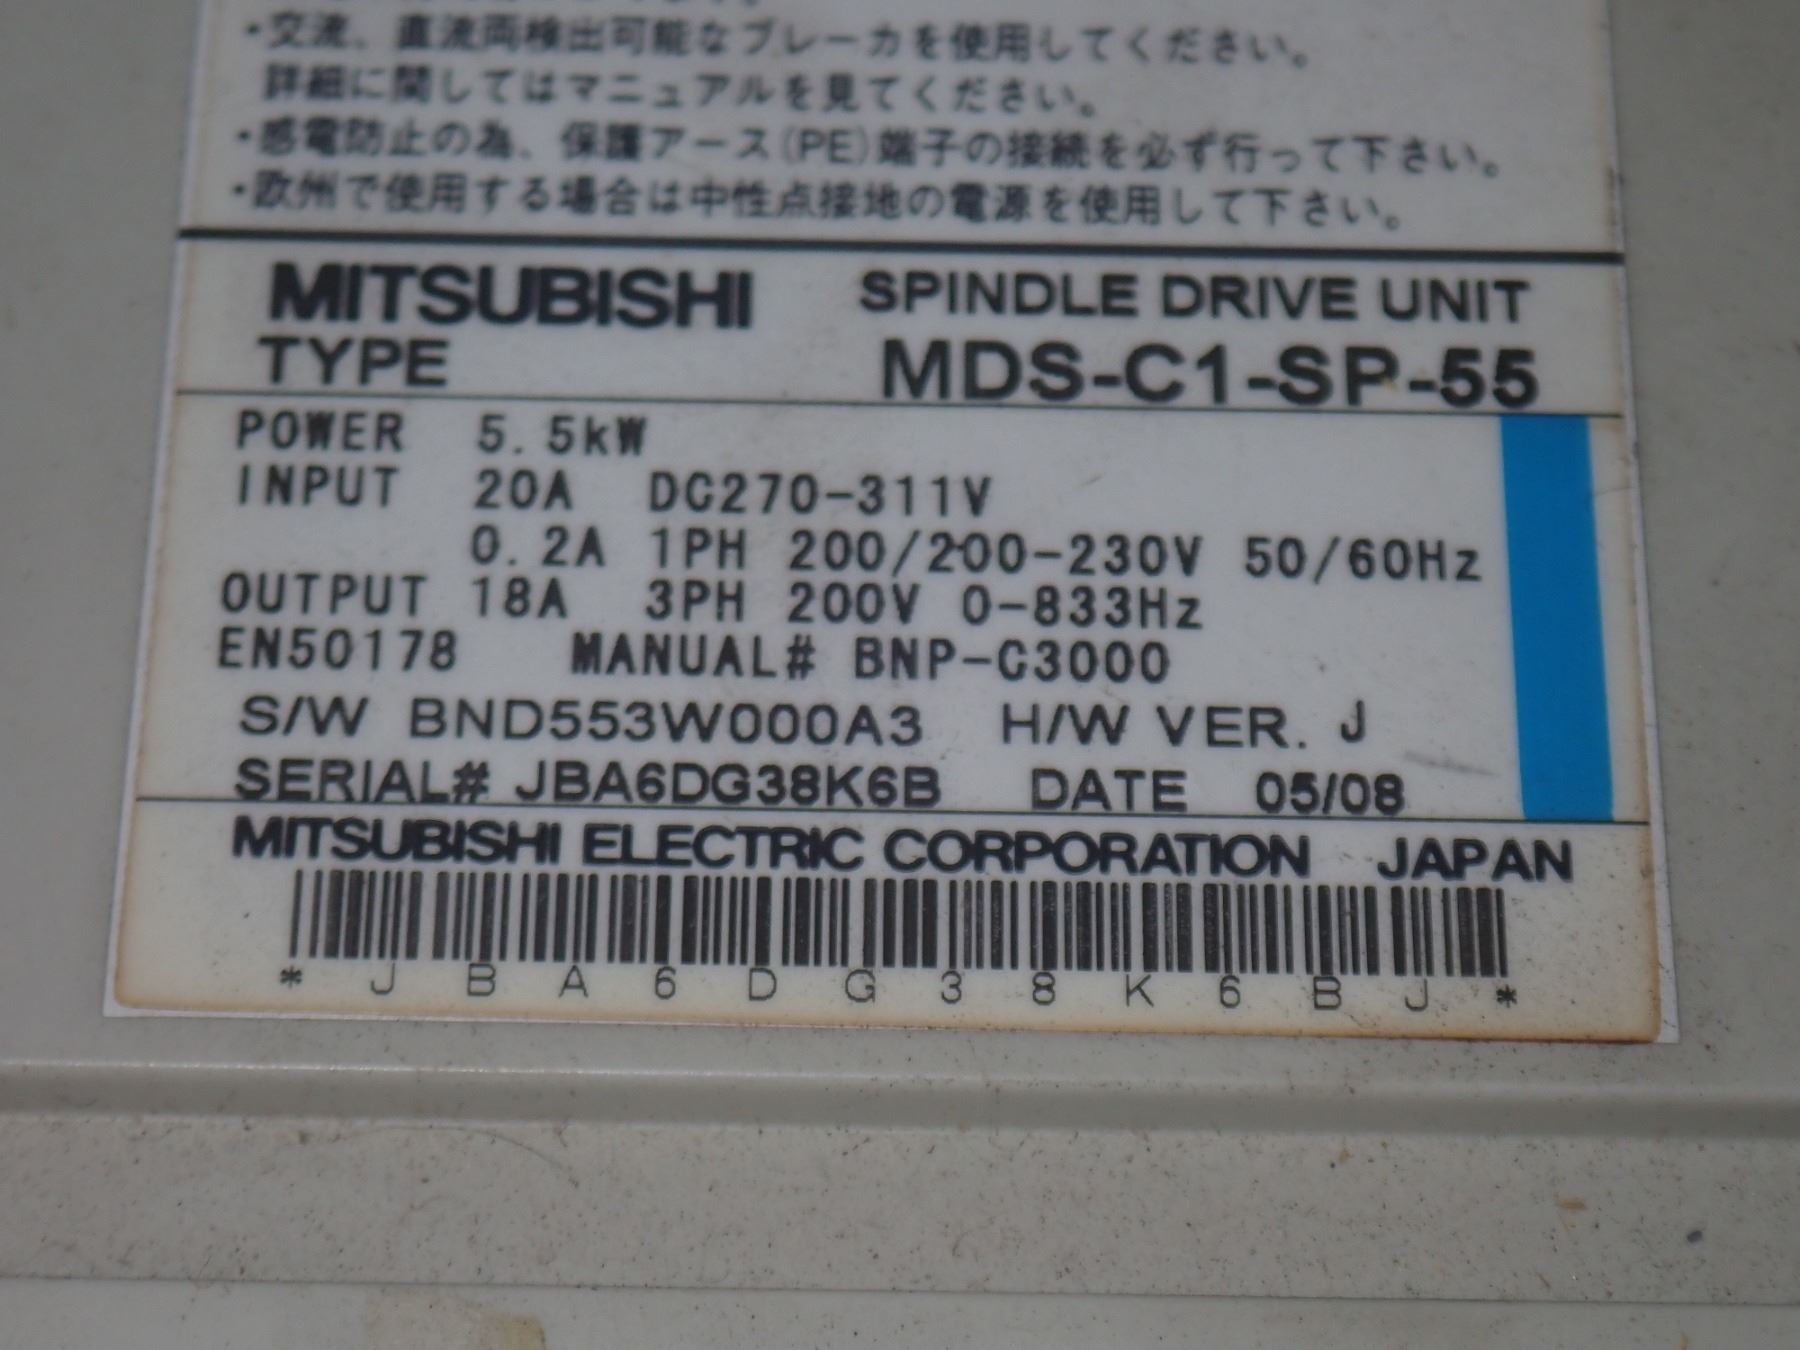 ・交流、直流両検出可能なブレーカを使用してください。
詳細に関してはマニュアルを見てください。
・感電防止の為、保護アース(PE)端子の接続を必ず行って下さい。
・欧州で使用する場合は中性点接地の電源を使用して下さい。
MITSUBISHI SPINDLE DRIVE UNIT
TYPE MDS-C1-SP-55
POWER 5.5kW
INPUT 20A DC270-311V
0.2A 1PH 200/200-230V 50/60Hz
OUTPUT 18A 3PH 200V 0-833Hz
EN50178 MANUAL# BNP-C3000
S/W BND553W000A3 H/W VER. J
SERIAL# JBA6DG38K6B DATE 05/08
MITSUBISHI ELECTRIC CORPORATION JAPAN
* J B A 6 D G 3 8 K 6 B J *